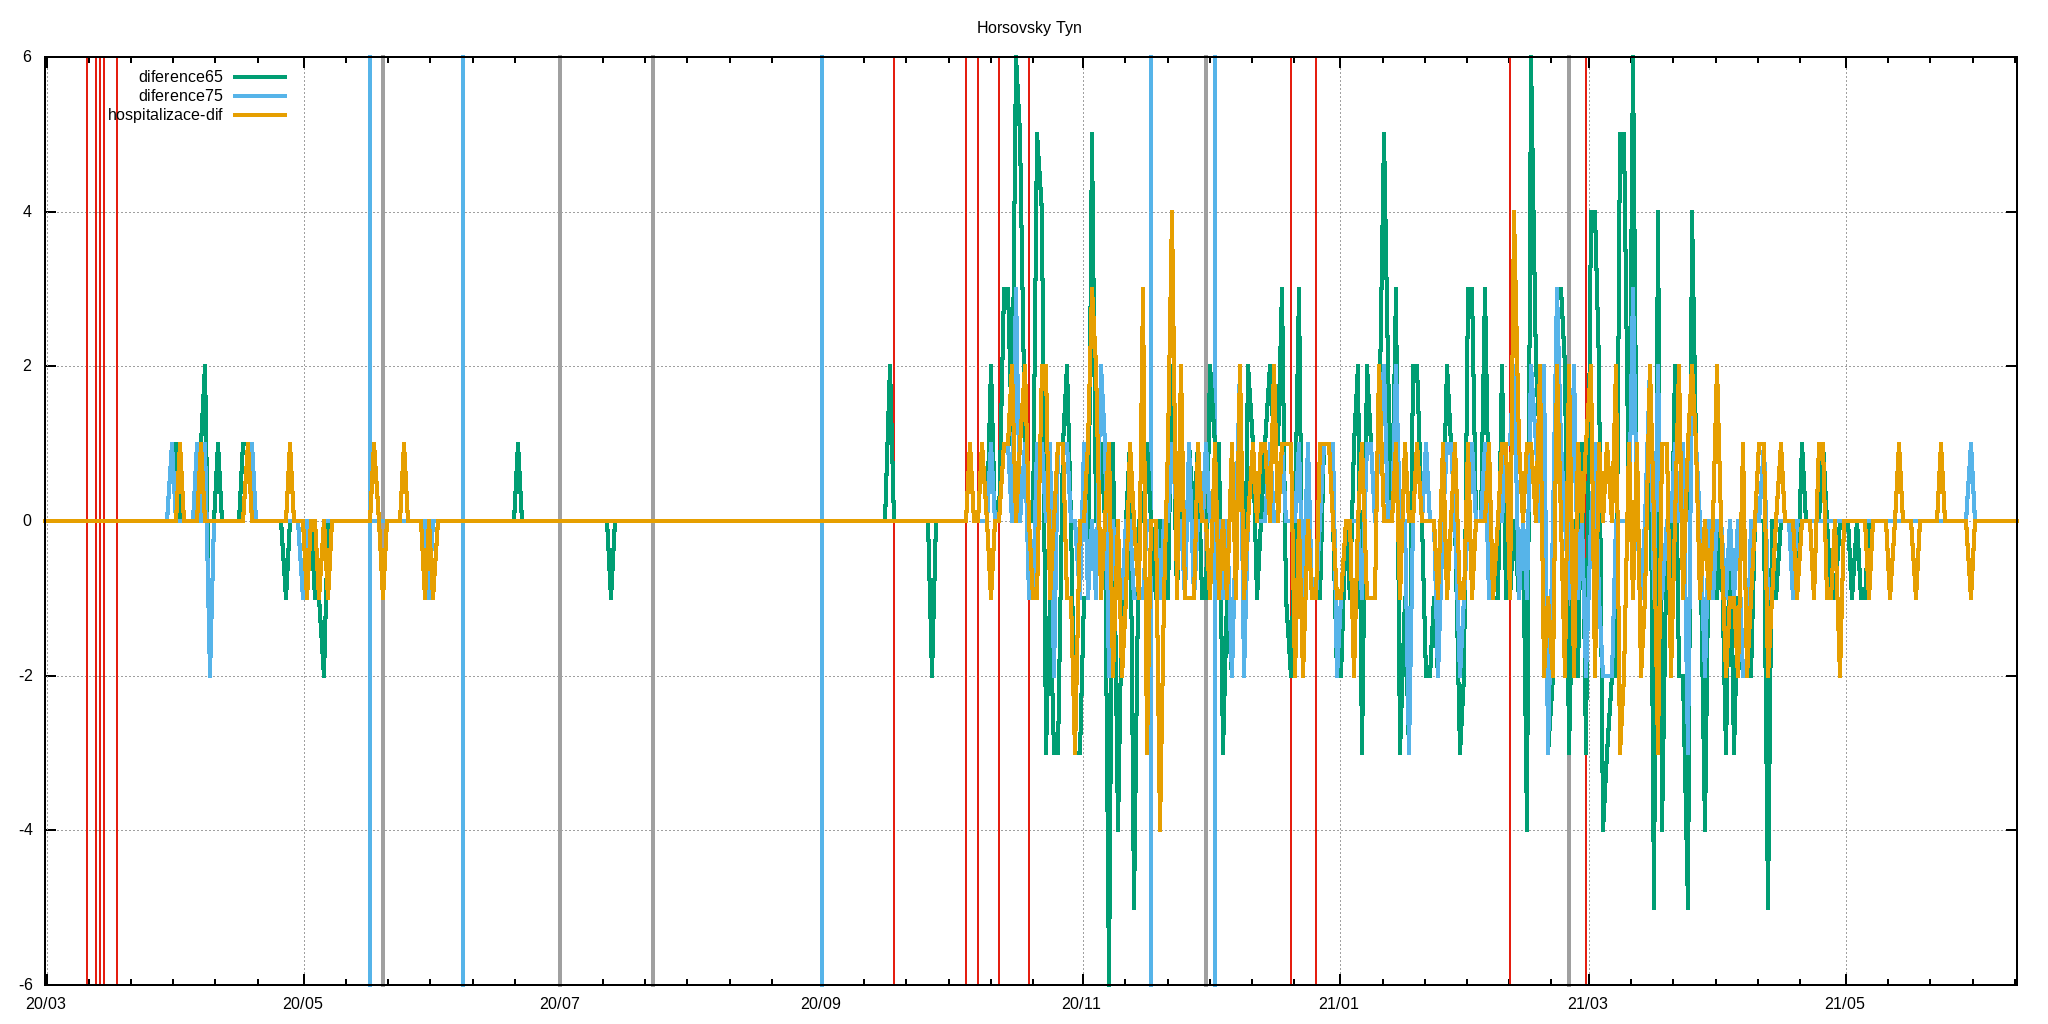 Horsovsky Tyn
diference65
diference75
hospitalizace-dif
6
4
2
0
-2
-4
-6
20/03 20/05 20/07 20/09 20/11 21/01 21/03 21/05